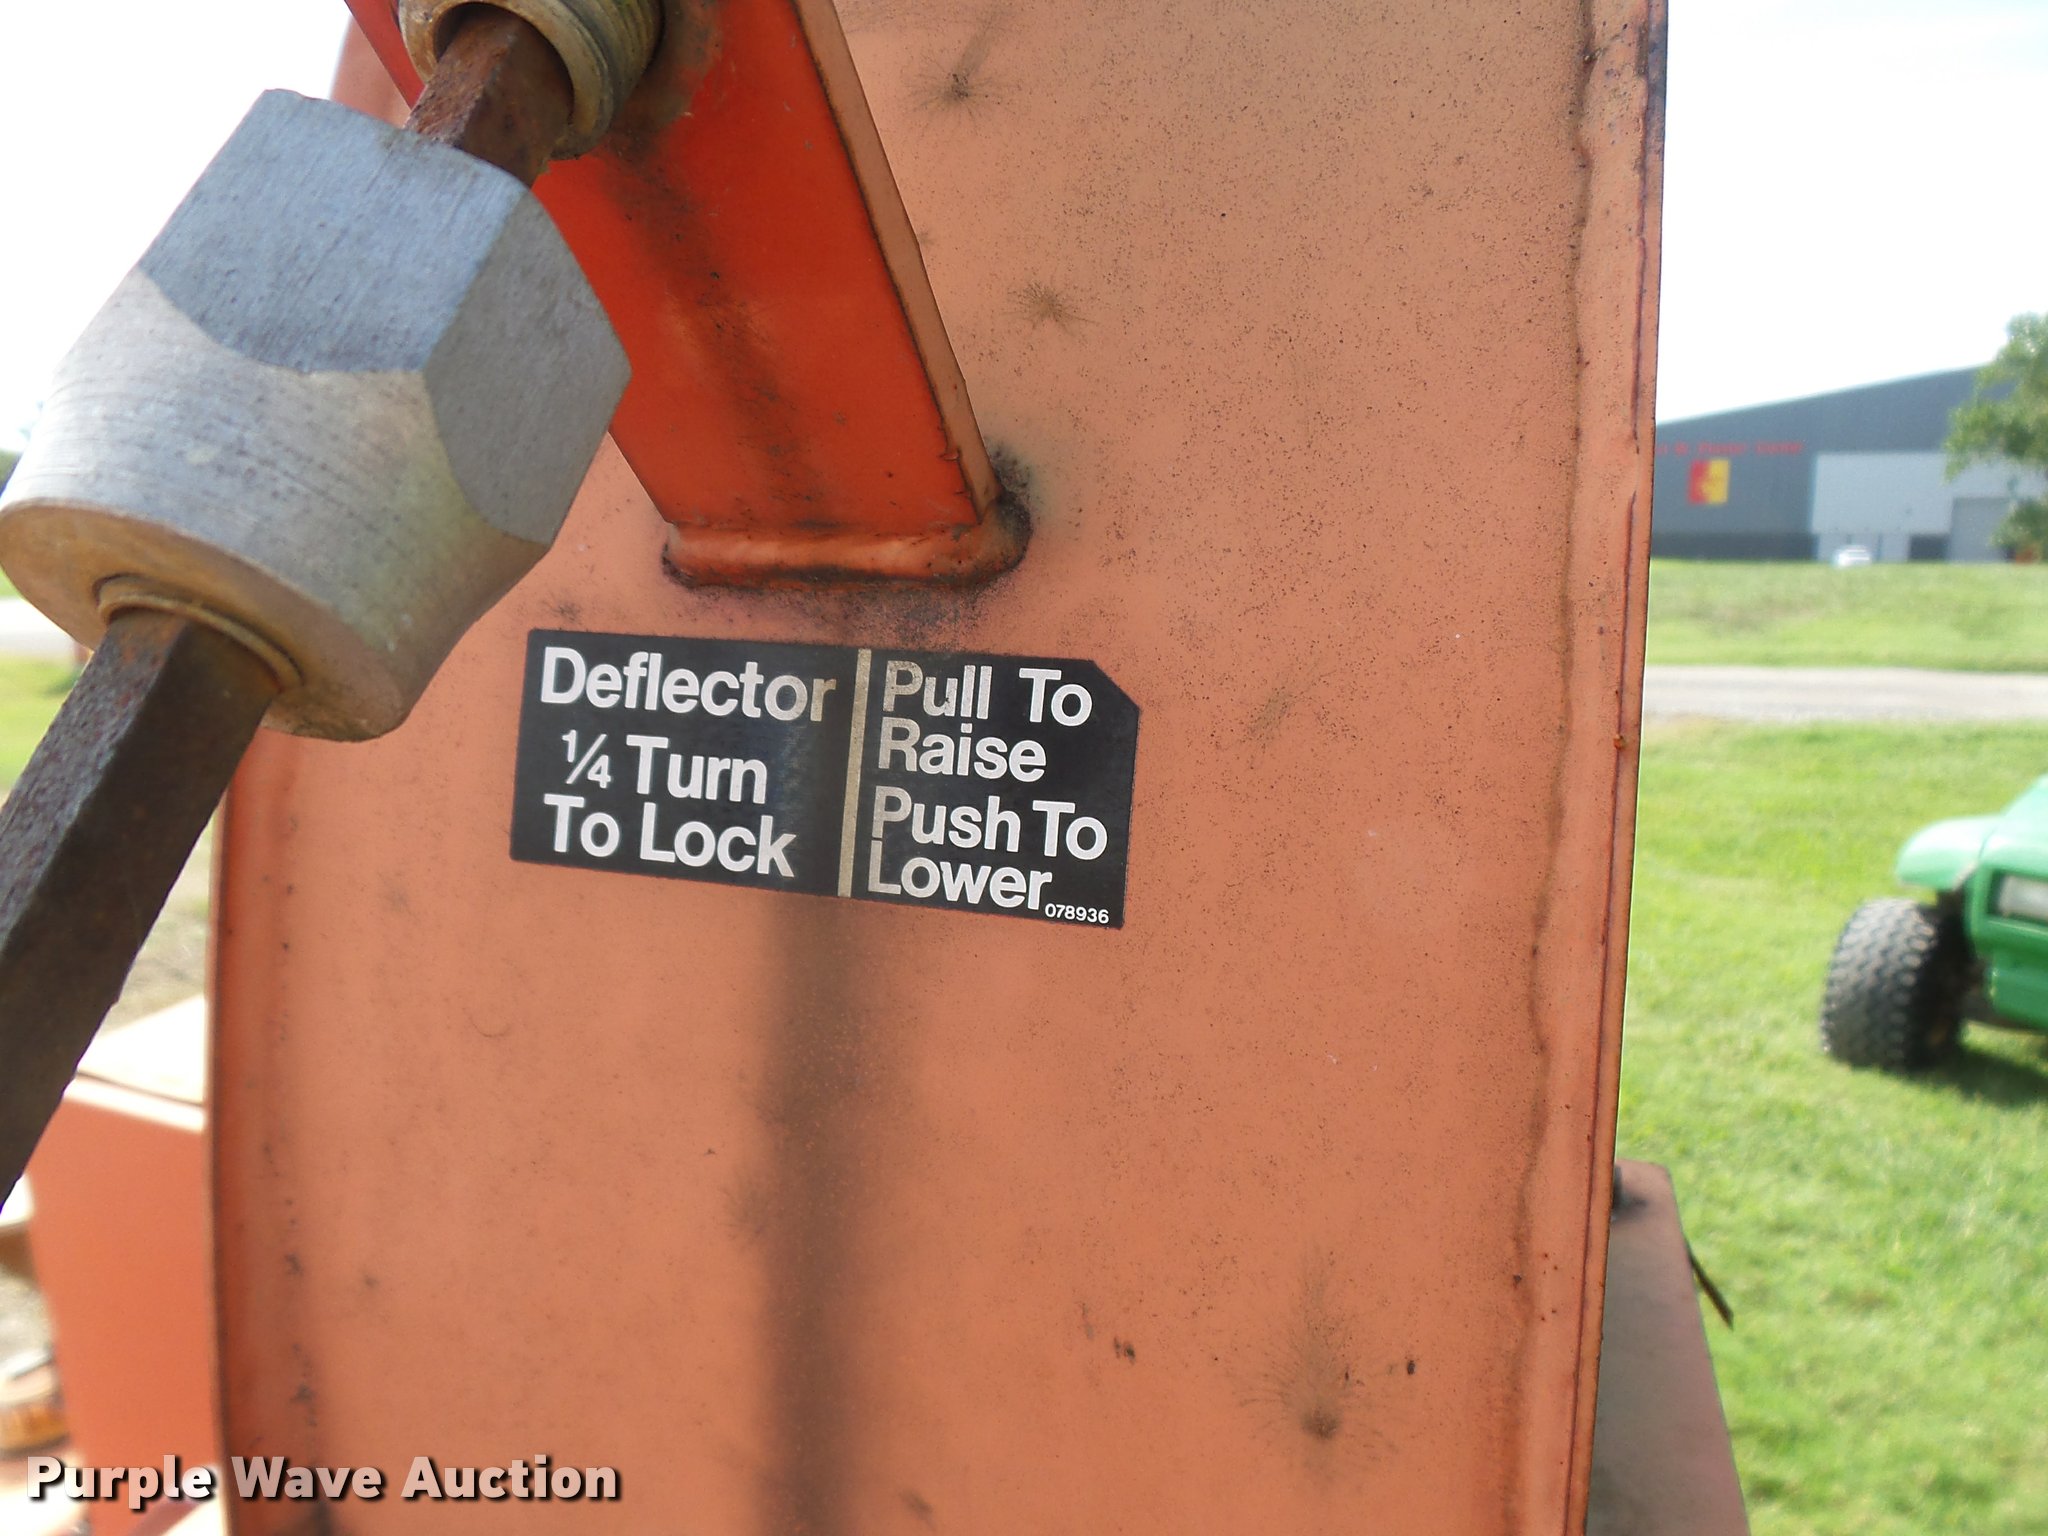 Deflector
¼ Turn
To Lock
Pull To
Raise
Push To
Lower
078936
Purple Wave Auction